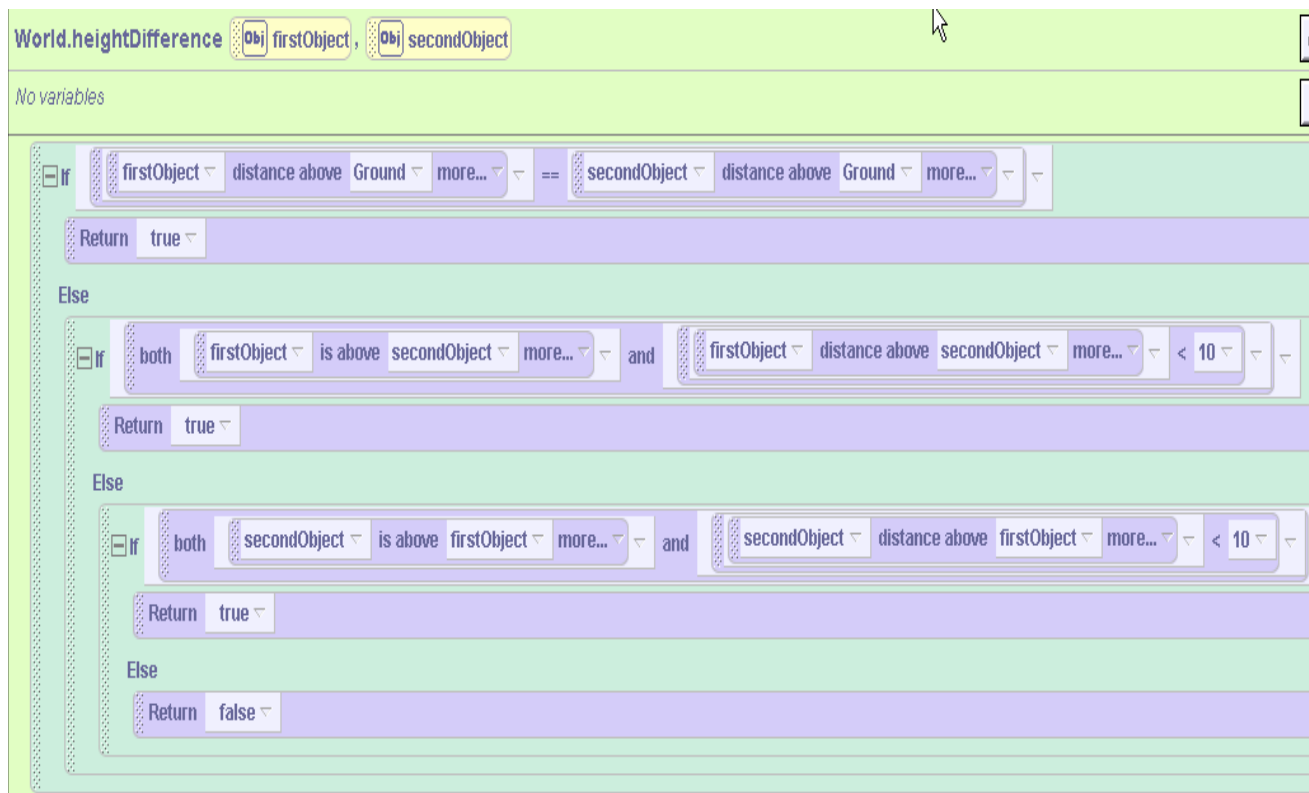 World.heightDifference Obj firstObject, Obj secondObject
No variables
If firstObject distance above Ground more... == secondObject distance above Ground more...
Return true
Else
If both firstObject is above secondObject more... and firstObject distance above secondObject more... < 10
Return true
Else
If both secondObject is above firstObject more... and secondObject distance above firstObject more... < 10
Return true
Else
Return false